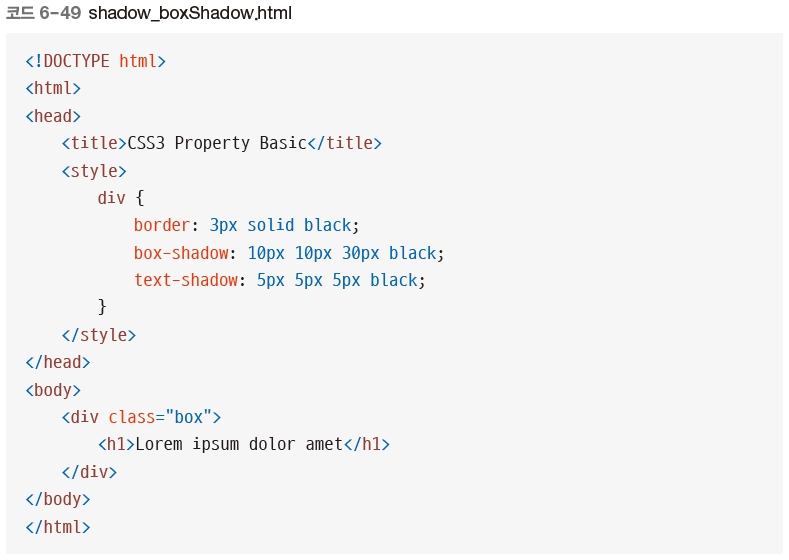 코드 6-49 shadow_boxShadow.html
<!DOCTYPE html>
<html>
<head>
<title>CSS3 Property Basic</title>
<style>
div {
border: 3px solid black;
box-shadow: 10px 10px 30px black;
text-shadow: 5px 5px 5px black;
}
</style>
</head>
<body>
<div class="box">
<h1>Lorem ipsum dolor amet</h1>
</div>
</body>
</html>